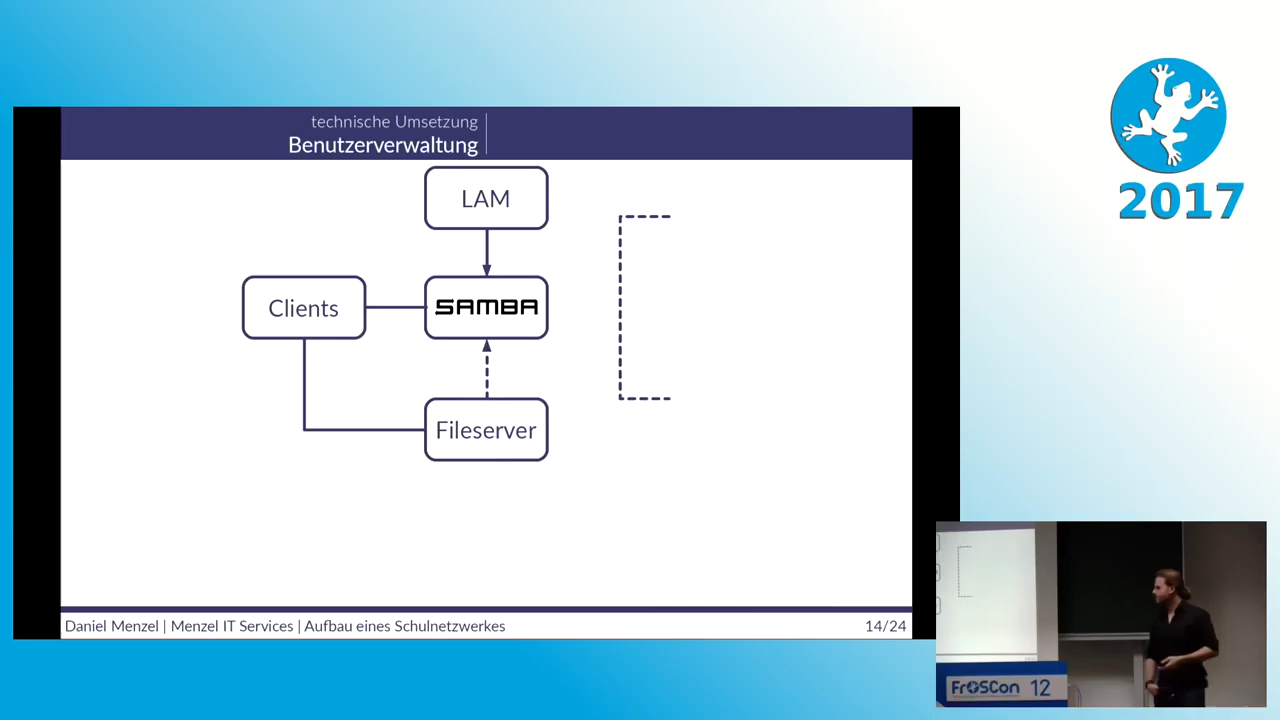 technische Umsetzung
Benutzerverwaltung
LAM
Clients
SAMBA
Fileserver
Daniel Menzel | Menzel IT Services | Aufbau eines Schulnetzwerkes
14/24
2017
FrOSCon 12